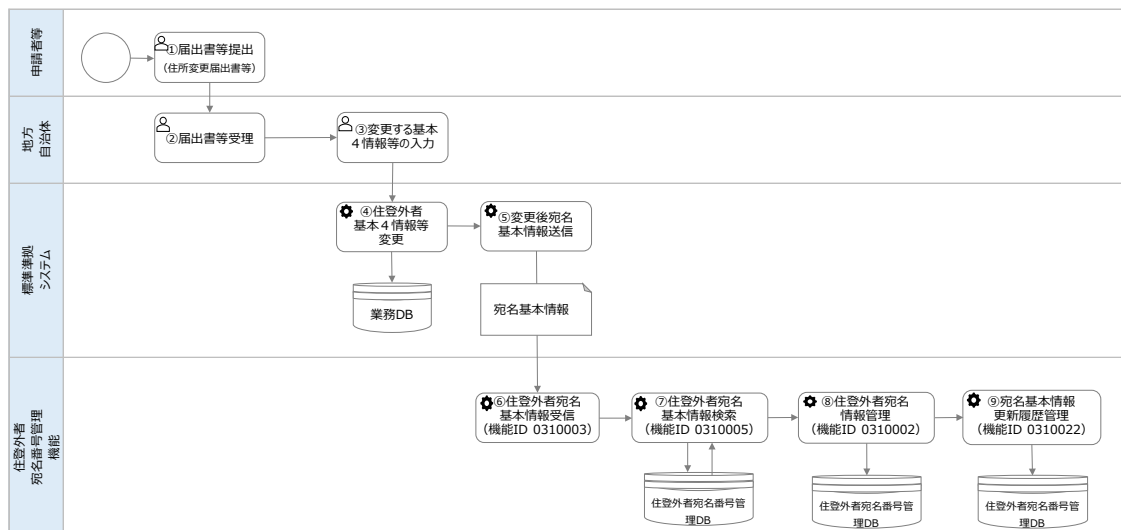 申請者等
①届出書等提出
（住所変更届出書等）
地方
自治体
②届出書等受理
③変更する基本
４情報等の入力
標準準拠
システム
④住登外者
基本４情報等
変更
⑤変更後宛名
基本情報送信
業務DB
宛名基本情報
住登外者
宛名番号管理
機能
⑥住登外者宛名
基本情報受信
（機能ID 0310003）
⑦住登外者宛名
基本情報検索
（機能ID 0310005）
⑧住登外者宛名
情報管理
（機能ID 0310002）
⑨宛名基本情報
更新履歴管理
（機能ID 0310022）
住登外者宛名番号管
理DB
住登外者宛名番号管
理DB
住登外者宛名番号管
理DB